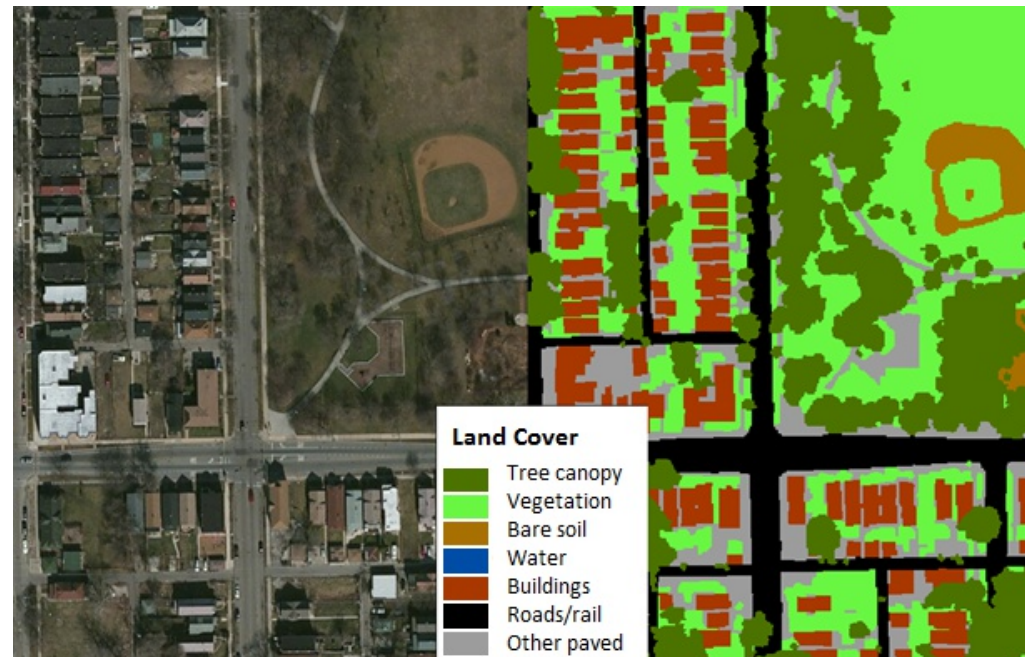 Land Cover
Tree canopy
Vegetation
Bare soil
Water
Buildings
Roads/rail
Other paved